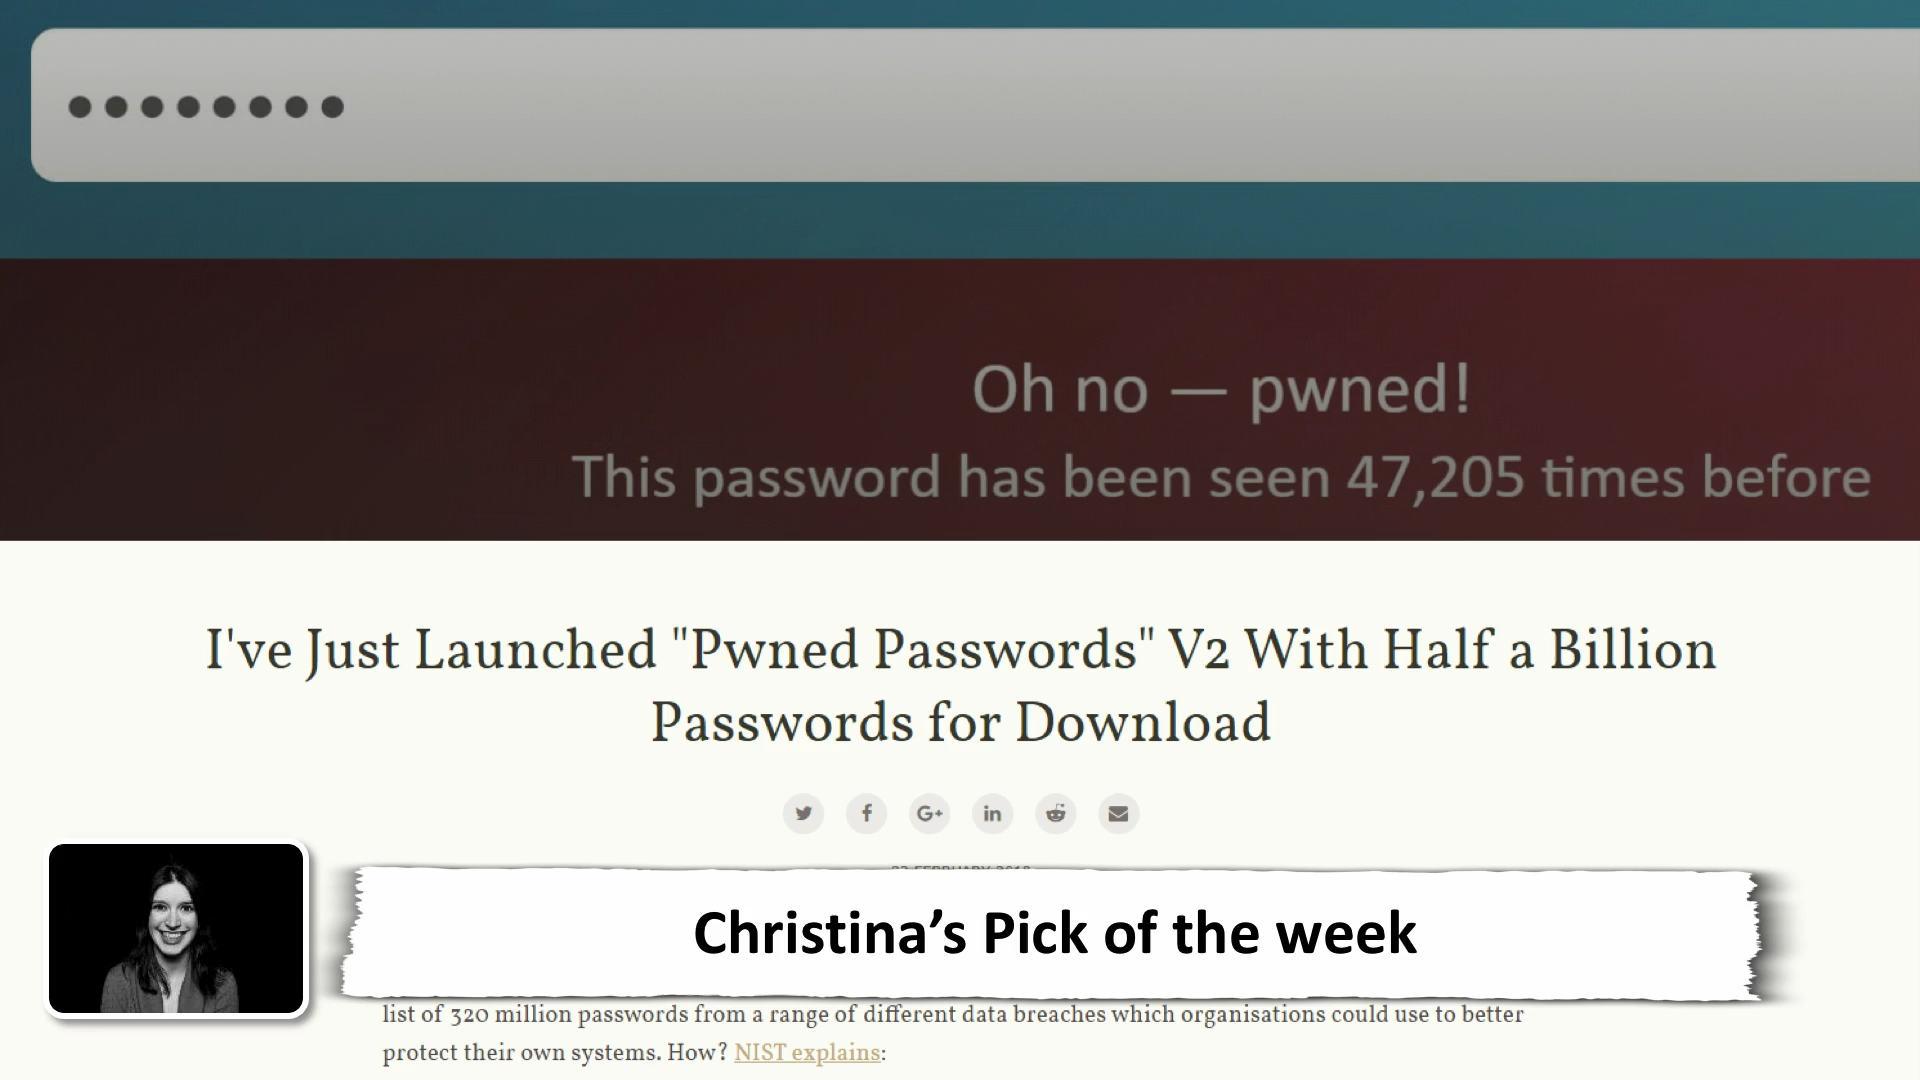 Oh no — pwned!
This password has been seen 47,205 times before
I've Just Launched "Pwned Passwords" V2 With Half a Billion
Passwords for Download
Christina’s Pick of the week
list of 320 million passwords from a range of different data breaches which organisations could use to better
protect their own systems. How? NIST explains: